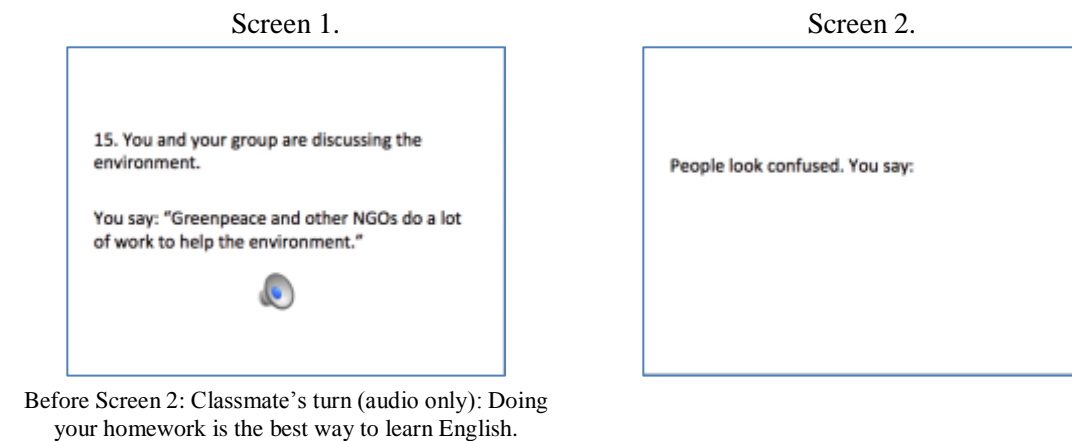 Screen 1.
15. You and your group are discussing the
environment.
You say: “Greenpeace and other NGOs do a lot
of work to help the environment.”
Before Screen 2: Classmate’s turn (audio only): Doing
your homework is the best way to learn English.
Screen 2.
People look confused. You say: